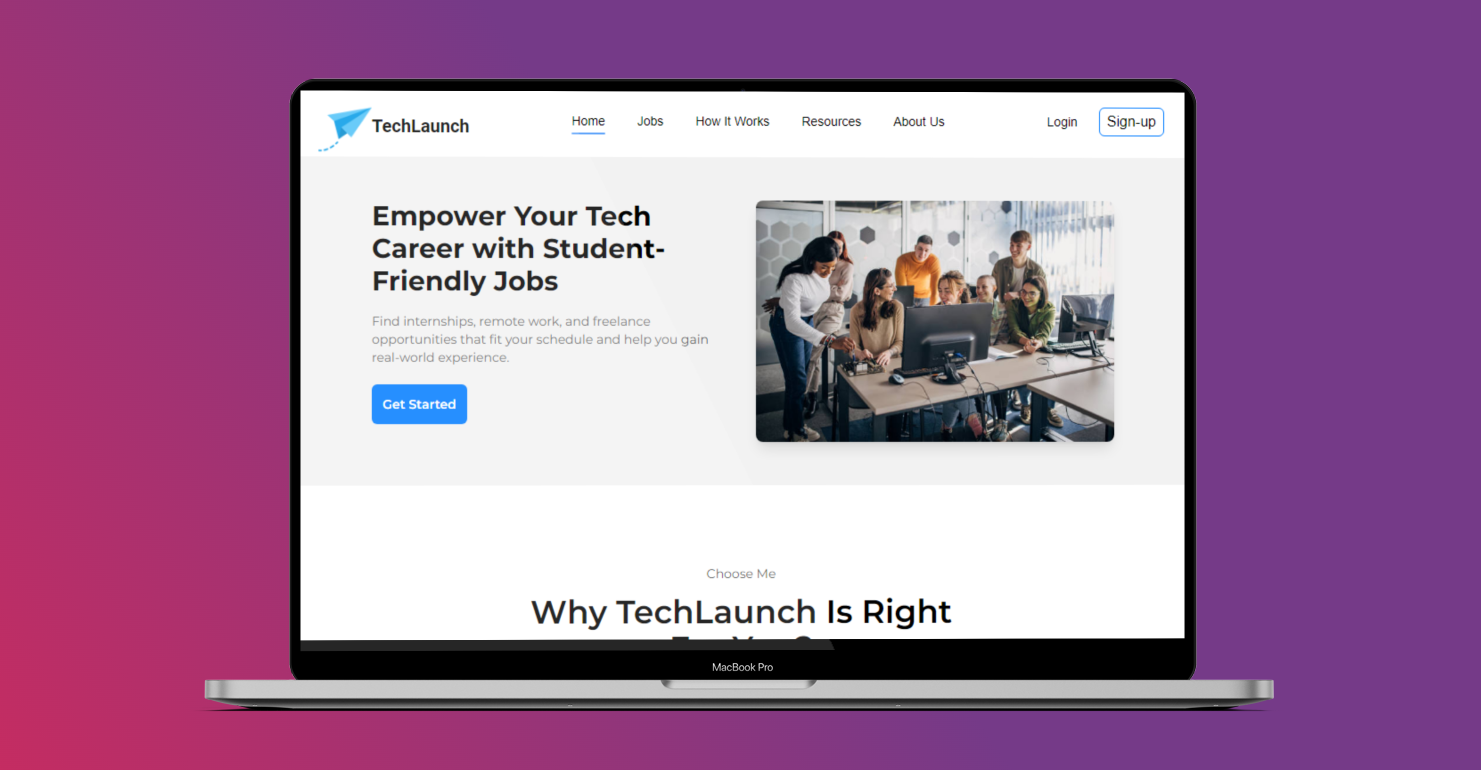 TechLaunch
Home Jobs How It Works Resources About Us
Login Sign-up
Empower Your Tech
Career with Student-
Friendly Jobs
Find internships, remote work, and freelance
opportunities that fit your schedule and help you gain
real-world experience.
Get Started
Choose Me
Why TechLaunch Is Right
MacBook Pro